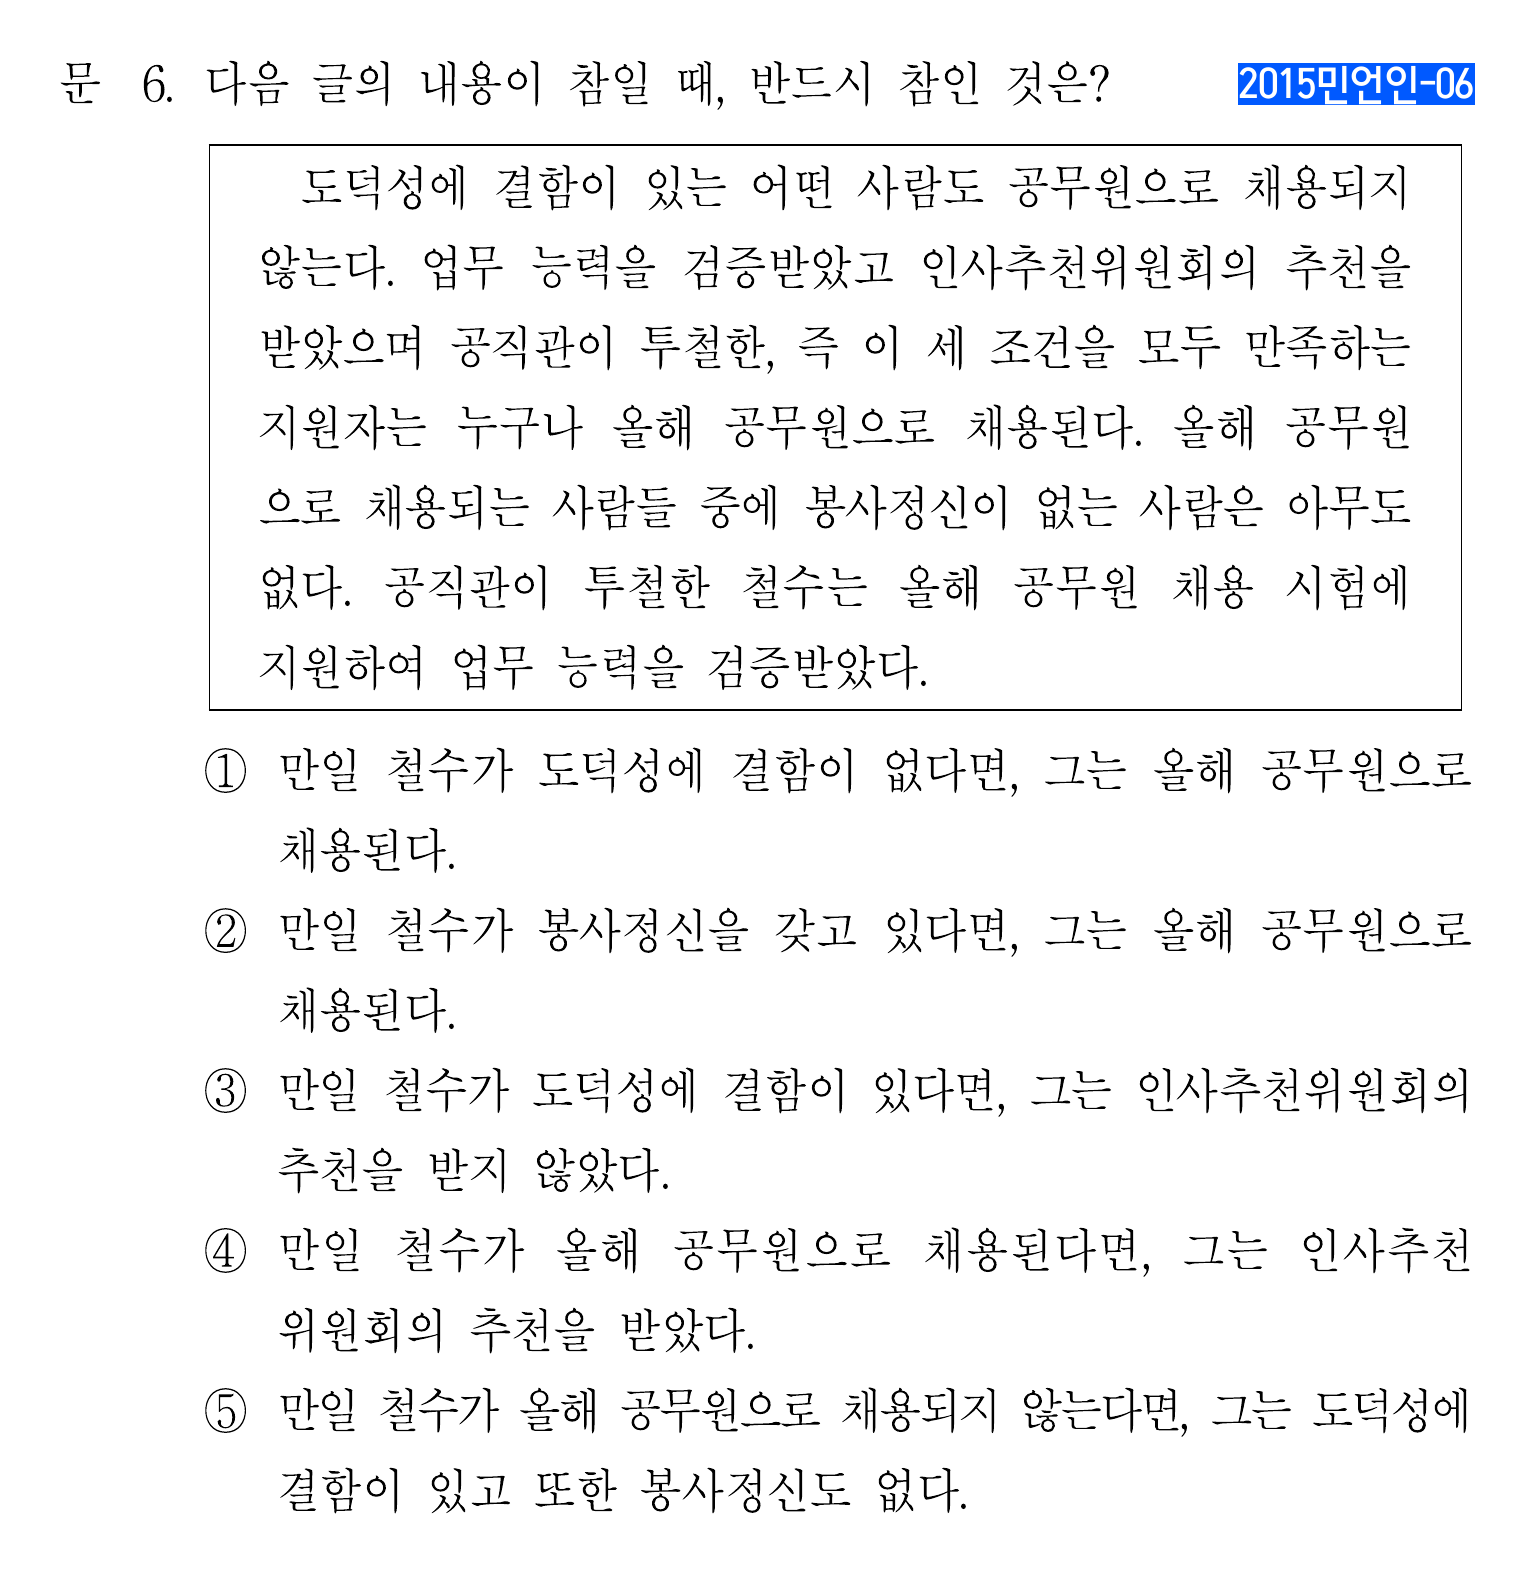 문 6. 다음 글의 내용이 참일 때, 반드시 참인 것은?
2015민언인-06
도덕성에 결함이 있는 어떤 사람도 공무원으로 채용되지
않는다. 업무 능력을 검증받았고 인사추천위원회의 추천을
받았으며 공직관이 투철한, 즉 이 세 조건을 모두 만족하는
지원자는 누구나 올해 공무원으로 채용된다. 올해 공무원
으로 채용되는 사람들 중에 봉사정신이 없는 사람은 아무도
없다. 공직관이 투철한 철수는 올해 공무원 채용 시험에
지원하여 업무 능력을 검증받았다.
① 만일 철수가 도덕성에 결함이 없다면, 그는 올해 공무원으로
채용된다.
② 만일 철수가 봉사정신을 갖고 있다면, 그는 올해 공무원으로
채용된다.
③ 만일 철수가 도덕성에 결함이 있다면, 그는 인사추천위원회의
추천을 받지 않았다.
④ 만일 철수가 올해 공무원으로 채용된다면, 그는 인사추천
위원회의 추천을 받았다.
⑤ 만일 철수가 올해 공무원으로 채용되지 않는다면, 그는 도덕성에
결함이 있고 또한 봉사정신도 없다.